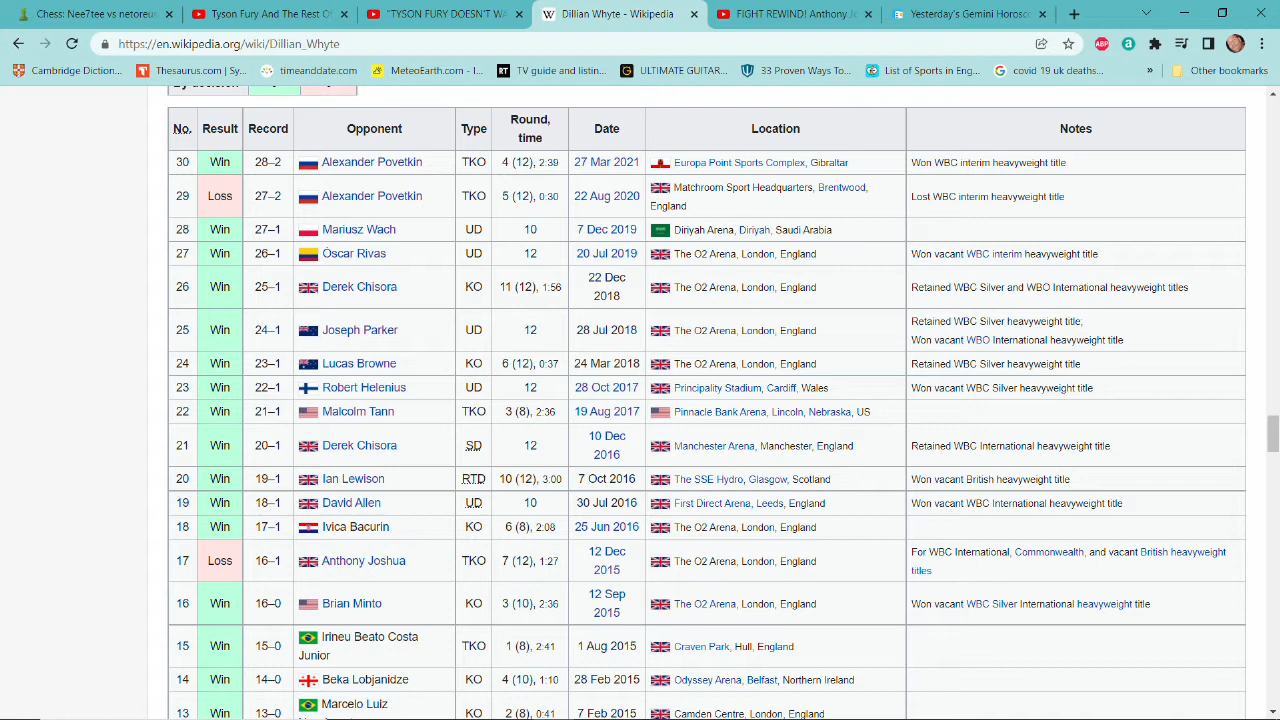 Chess: Nee7tee vs netoreus
Tyson Fury And The Rest Of
"TYSON FURY DOESN'T WA
Dillian Whyte - Wikipedia
FIGHT REWIND! Anthony Jo
Yesterday's Gemini Horosc
https://en.wikipedia.org/wiki/Dillian_Whyte
Cambridge Diction...
Thesaurus.com | Sy...
timeanddate.com
MeteoEarth.com - I...
TV guide and listin...
ULTIMATE GUITAR...
33 Proven Ways To...
List of Sports in Eng...
covid 19 uk deaths...
»
Other bookmarks
No. Result Record Opponent Type Round, time Date Location Notes
30 Win 28–2 Alexander Povetkin TKO 4 (12), 2:39 27 Mar 2021 Europa Point Sports Complex, Gibraltar Won WBC interim heavyweight title
29 Loss 27–2 Alexander Povetkin TKO 5 (12), 0:30 22 Aug 2020 Matchroom Sport Headquarters, Brentwood, England Lost WBC interim heavyweight title
28 Win 27–1 Mariusz Wach UD 10 7 Dec 2019 Diriyah Arena, Diriyah, Saudi Arabia
27 Win 26–1 Óscar Rivas UD 12 20 Jul 2019 The O2 Arena, London, England Won vacant WBC interim heavyweight title
26 Win 25–1 Derek Chisora KO 11 (12), 1:56 22 Dec 2018 The O2 Arena, London, England Retained WBC Silver and WBO International heavyweight titles
25 Win 24–1 Joseph Parker UD 12 28 Jul 2018 The O2 Arena, London, England Retained WBC Silver heavyweight title; Won vacant WBO International heavyweight title
24 Win 23–1 Lucas Browne KO 6 (12), 0:37 24 Mar 2018 The O2 Arena, London, England Retained WBC Silver heavyweight title
23 Win 22–1 Robert Helenius UD 12 28 Oct 2017 Principality Stadium, Cardiff, Wales Won vacant WBC Silver heavyweight title
22 Win 21–1 Malcolm Tann TKO 3 (8), 2:36 19 Aug 2017 Pinnacle Bank Arena, Lincoln, Nebraska, US
21 Win 20–1 Derek Chisora SD 12 10 Dec 2016 Manchester Arena, Manchester, England Retained WBC International heavyweight title
20 Win 19–1 Ian Lewison RTD 10 (12), 3:00 7 Oct 2016 The SSE Hydro, Glasgow, Scotland Won vacant British heavyweight title
19 Win 18–1 David Allen UD 10 30 Jul 2016 First Direct Arena, Leeds, England Won vacant WBC International heavyweight title
18 Win 17–1 Ivica Bacurin KO 6 (8), 2:08 25 Jun 2016 The O2 Arena, London, England
17 Loss 16–1 Anthony Joshua TKO 7 (12), 1:27 12 Dec 2015 The O2 Arena, London, England For WBC International, Commonwealth, and vacant British heavyweight titles
16 Win 16–0 Brian Minto KO 3 (10), 2:36 12 Sep 2015 The O2 Arena, London, England Won vacant WBC Silver International heavyweight title
15 Win 15–0 Irineu Beato Costa Junior TKO 1 (8), 2:41 1 Aug 2015 Craven Park, Hull, England
14 Win 14–0 Beka Lobjanidze KO 4 (10), 1:10 28 Feb 2015 Odyssey Arena, Belfast, Northern Ireland
13 Win 13–0 Marcelo Luiz KO 2 (8), 0:41 7 Feb 2015 Camden Centre, London, England